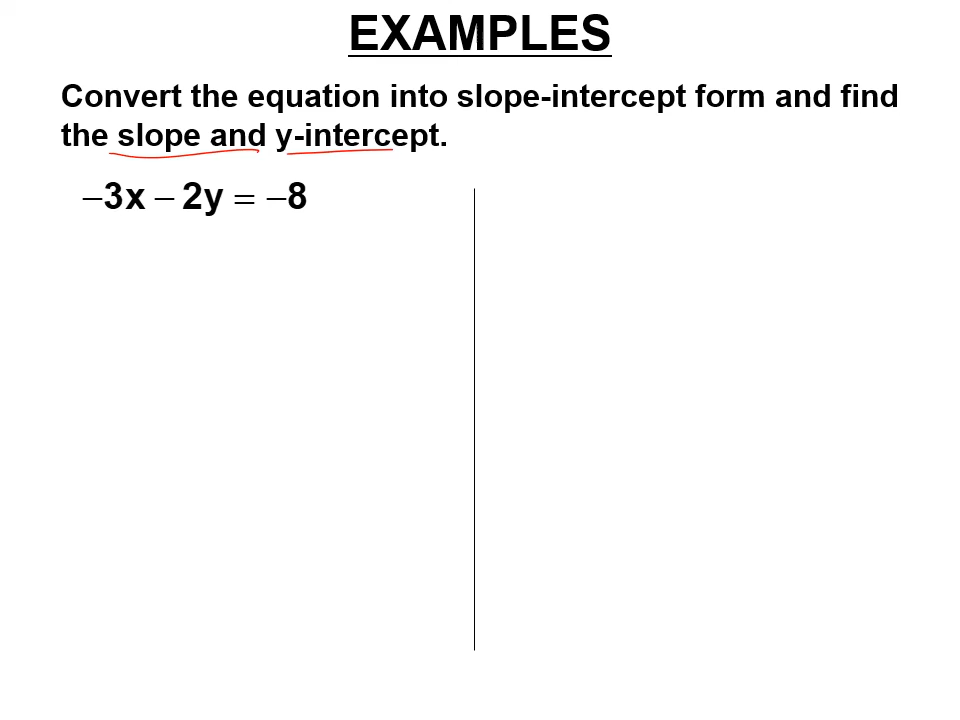 EXAMPLES
Convert the equation into slope-intercept form and find
the slope and y-intercept.
−3x − 2y = −8